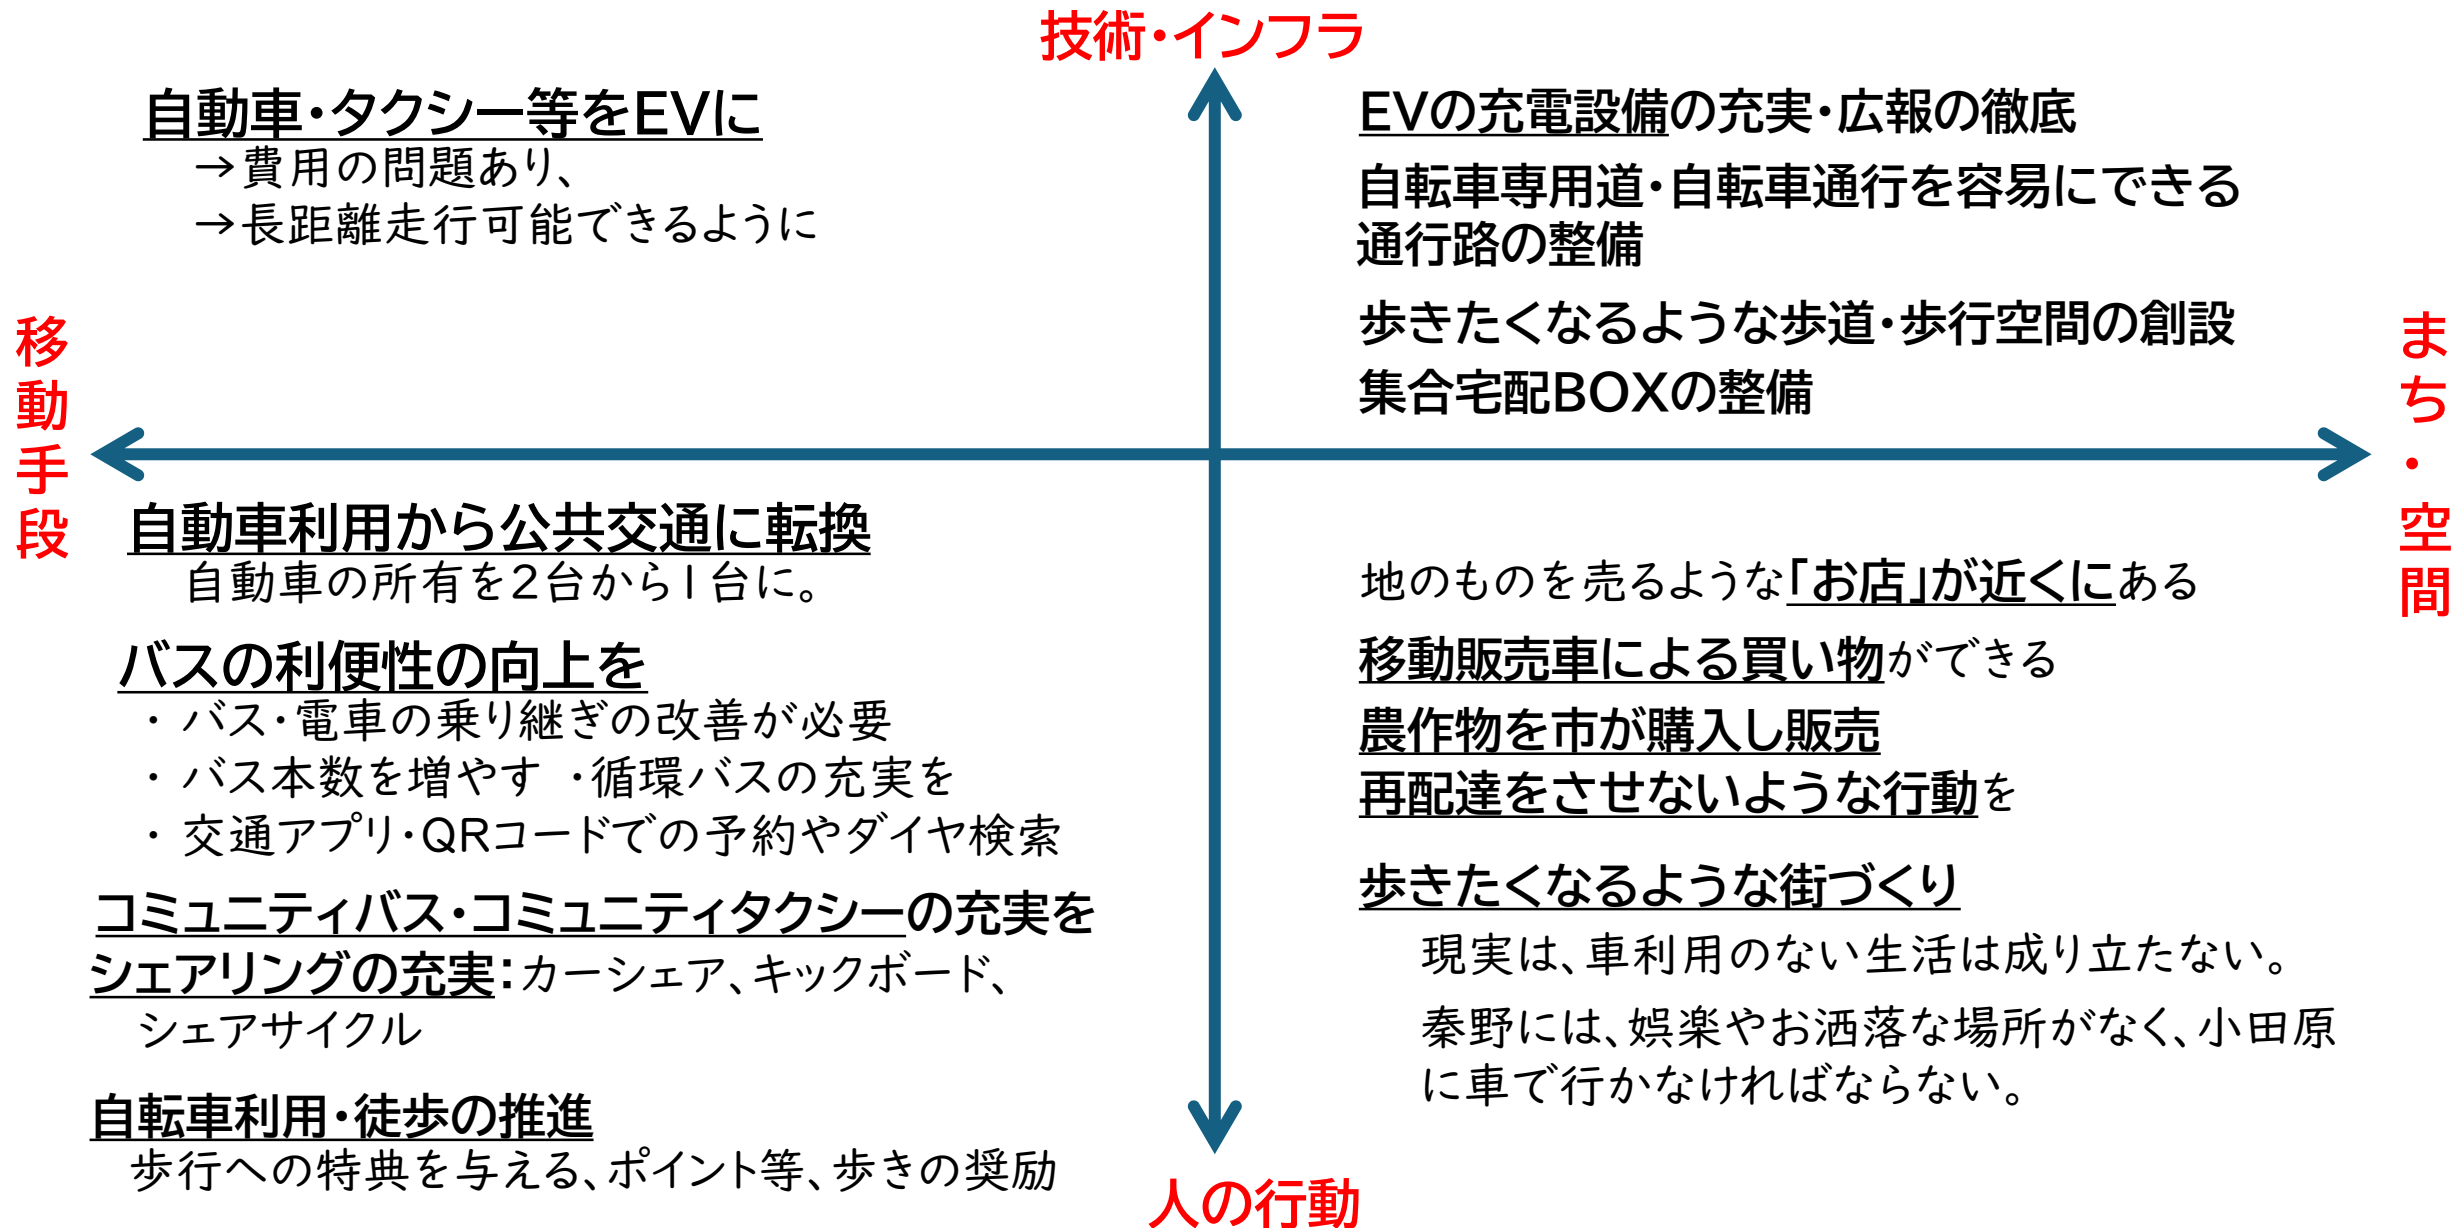 技術・インフラ
自動車・タクシー等をEVに
→費用の問題あり、
→長距離走行可能できるように
EVの充電設備の充実・広報の徹底
自転車専用道・自転車通行を容易にできる
通行路の整備
歩きたくなるような歩道・歩行空間の創設
集合宅配BOXの整備
移動手段
まち・空間
自動車利用から公共交通に転換
自動車の所有を2台から1台に。
バスの利便性の向上を
・ バス・電車の乗り継ぎの改善が必要
・ バス本数を増やす ・循環バスの充実を
・ 交通アプリ・QRコードでの予約やダイヤ検索
コミュニティバス・コミュニティタクシーの充実を
シェアリングの充実：カーシェア、キックボード、
シェアサイクル
自転車利用・徒歩の推進
歩行への特典を与える、ポイント等、歩きの奨励
地のものを売るような「お店」が近くにある
移動販売車による買い物ができる
農作物を市が購入し販売
再配達をさせないような行動を
歩きたくなるような街づくり
現実は、車利用のない生活は成り立たない。
秦野には、娯楽やお洒落な場所がなく、小田原
に車で行かなければならない。
人の行動